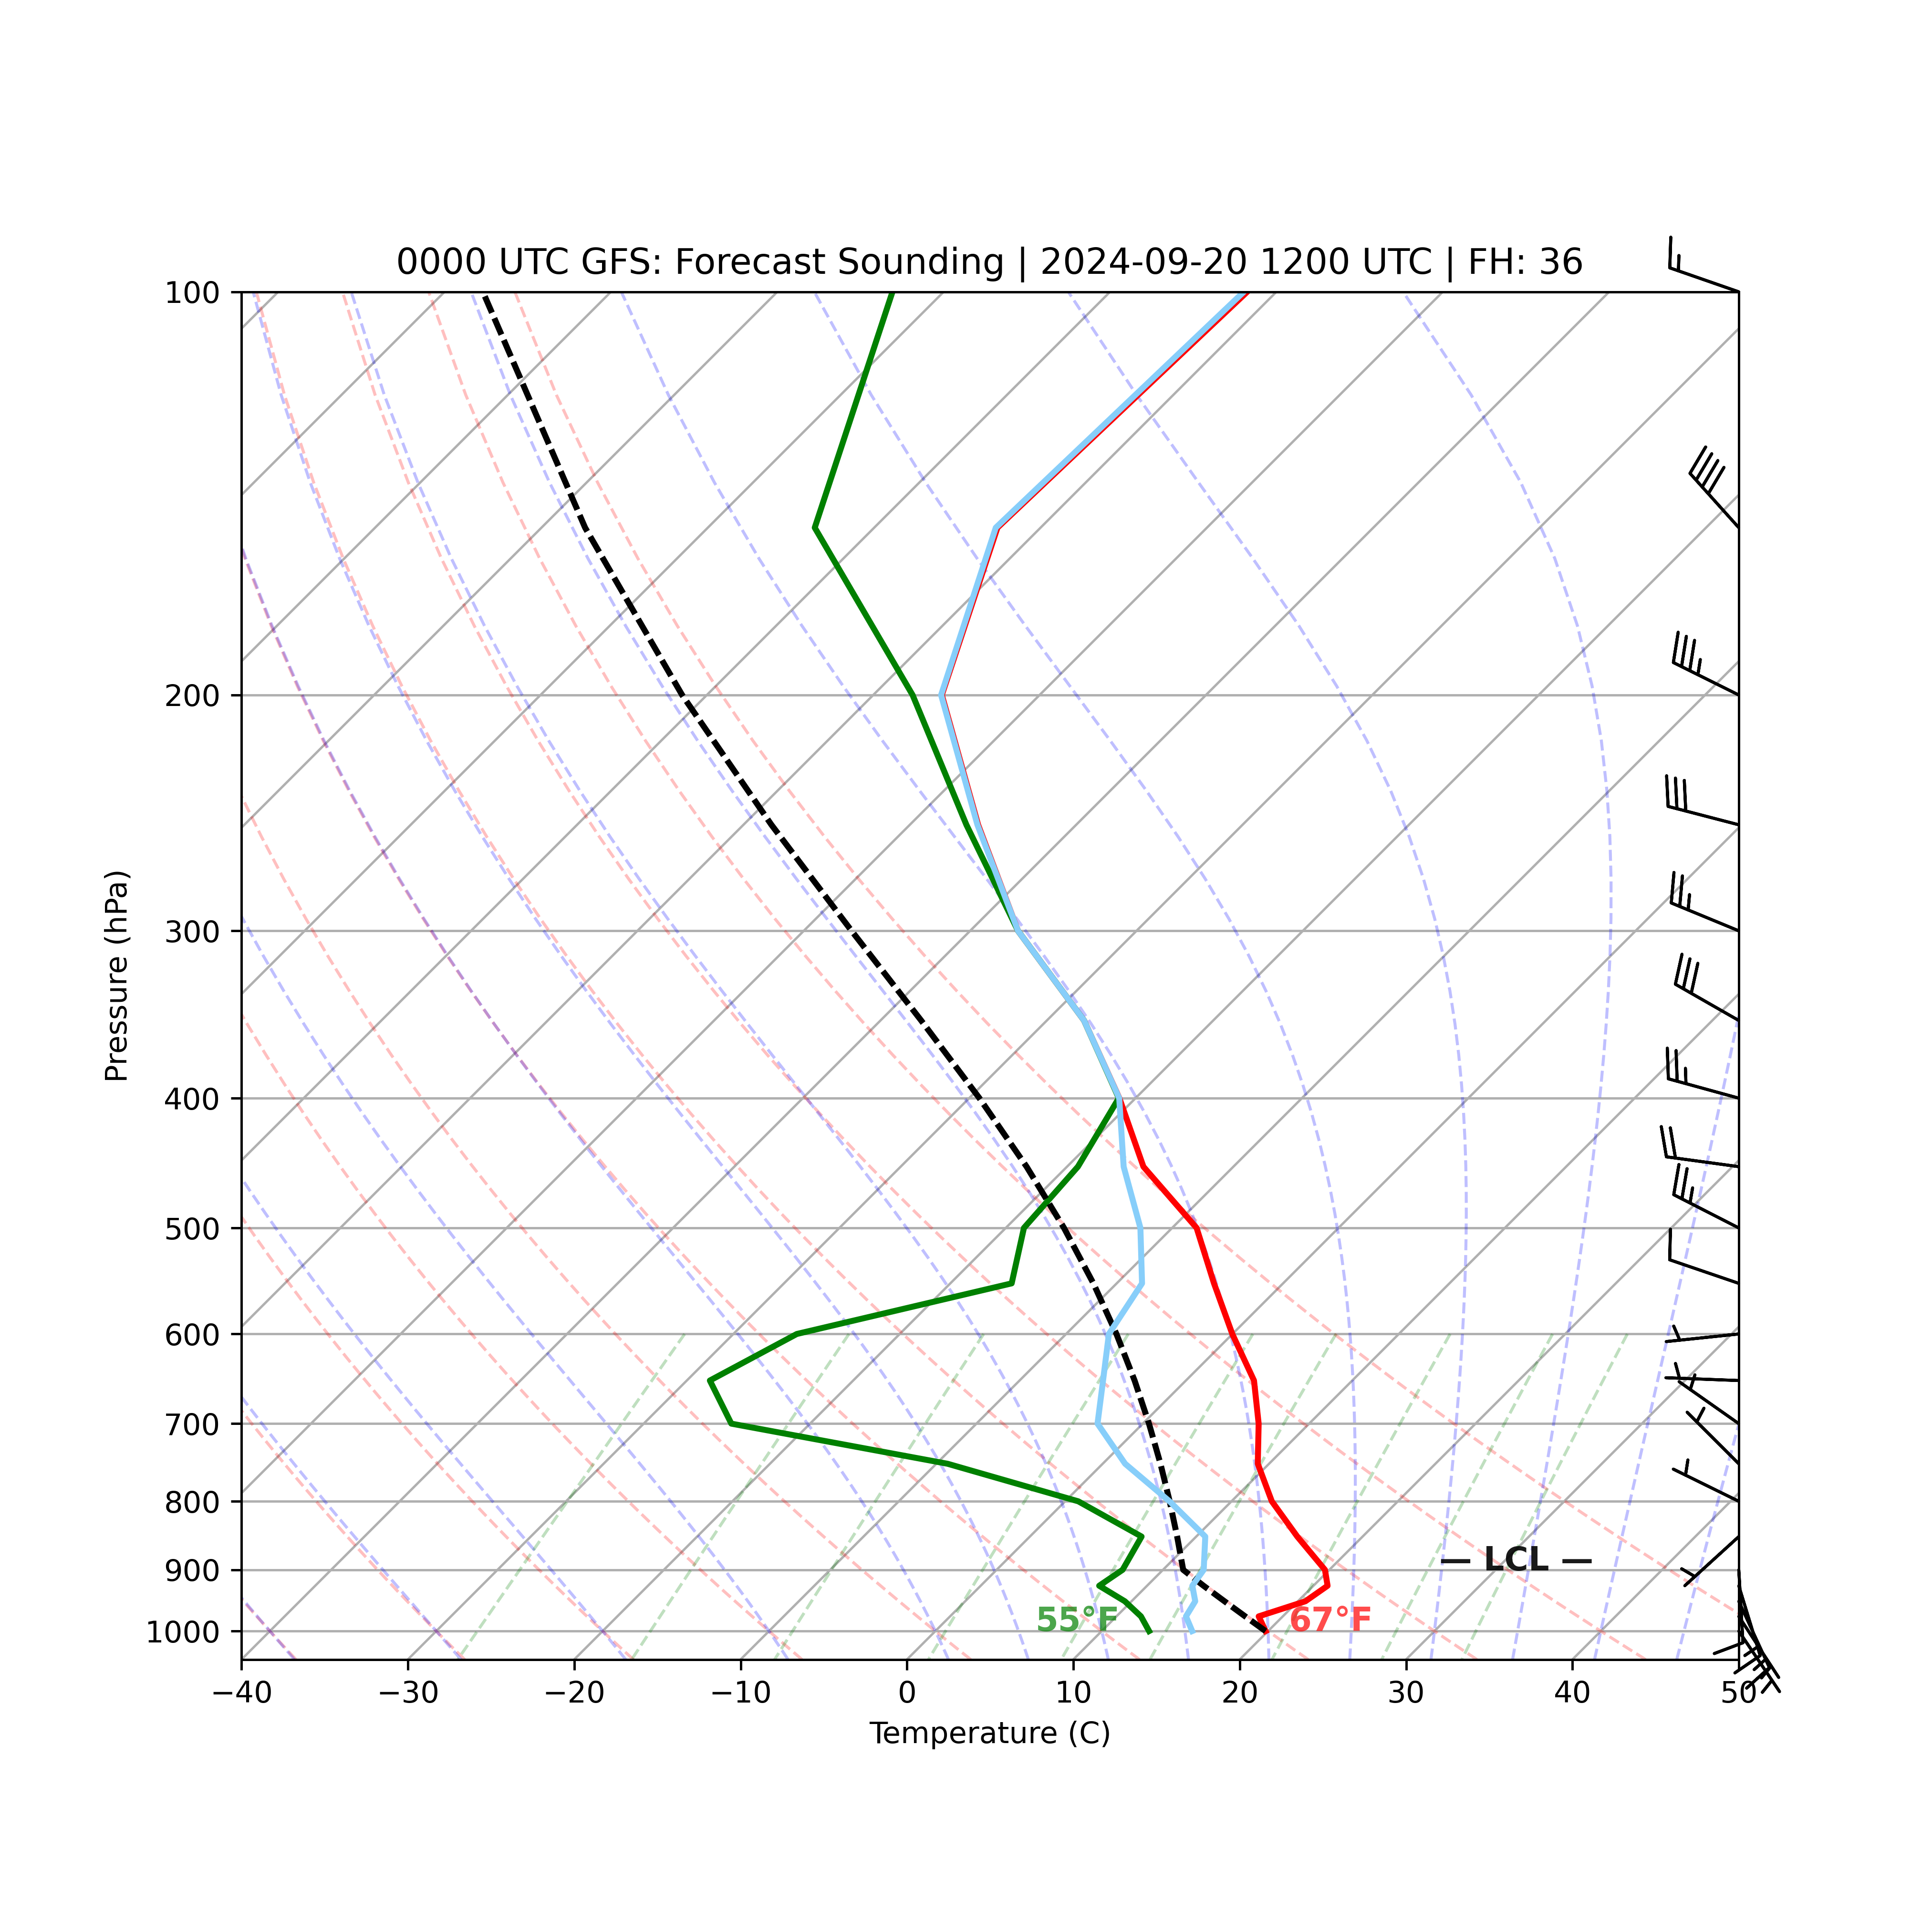 0000 UTC GFS: Forecast Sounding | 2024-09-20 1200 UTC | FH: 36
100
200
300
400
500
600
700
800
900
1000
Pressure (hPa)
— LCL —
55°F
67°F
−40 −30 −20 −10 0 10 20 30 40 50
Temperature (C)